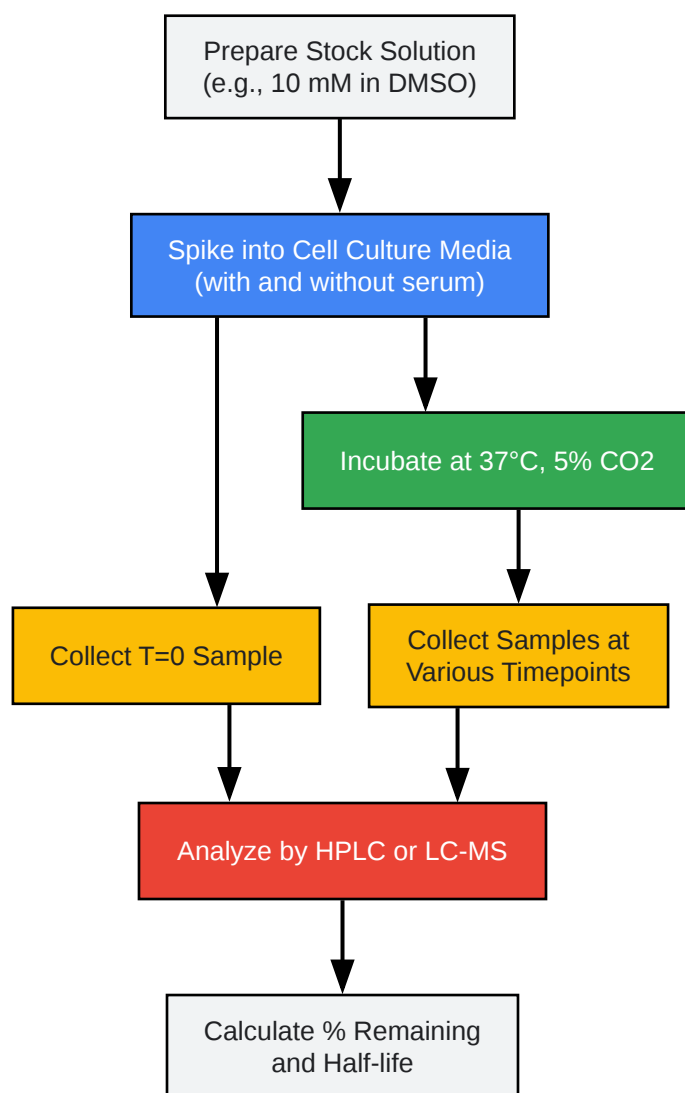 Prepare Stock Solution
(e.g., 10 mM in DMSO)
Spike into Cell Culture Media
(with and without serum)
Incubate at 37°C, 5% CO2
Collect T=0 Sample
Collect Samples at
Various Timepoints
Analyze by HPLC or LC-MS
Calculate % Remaining
and Half-life